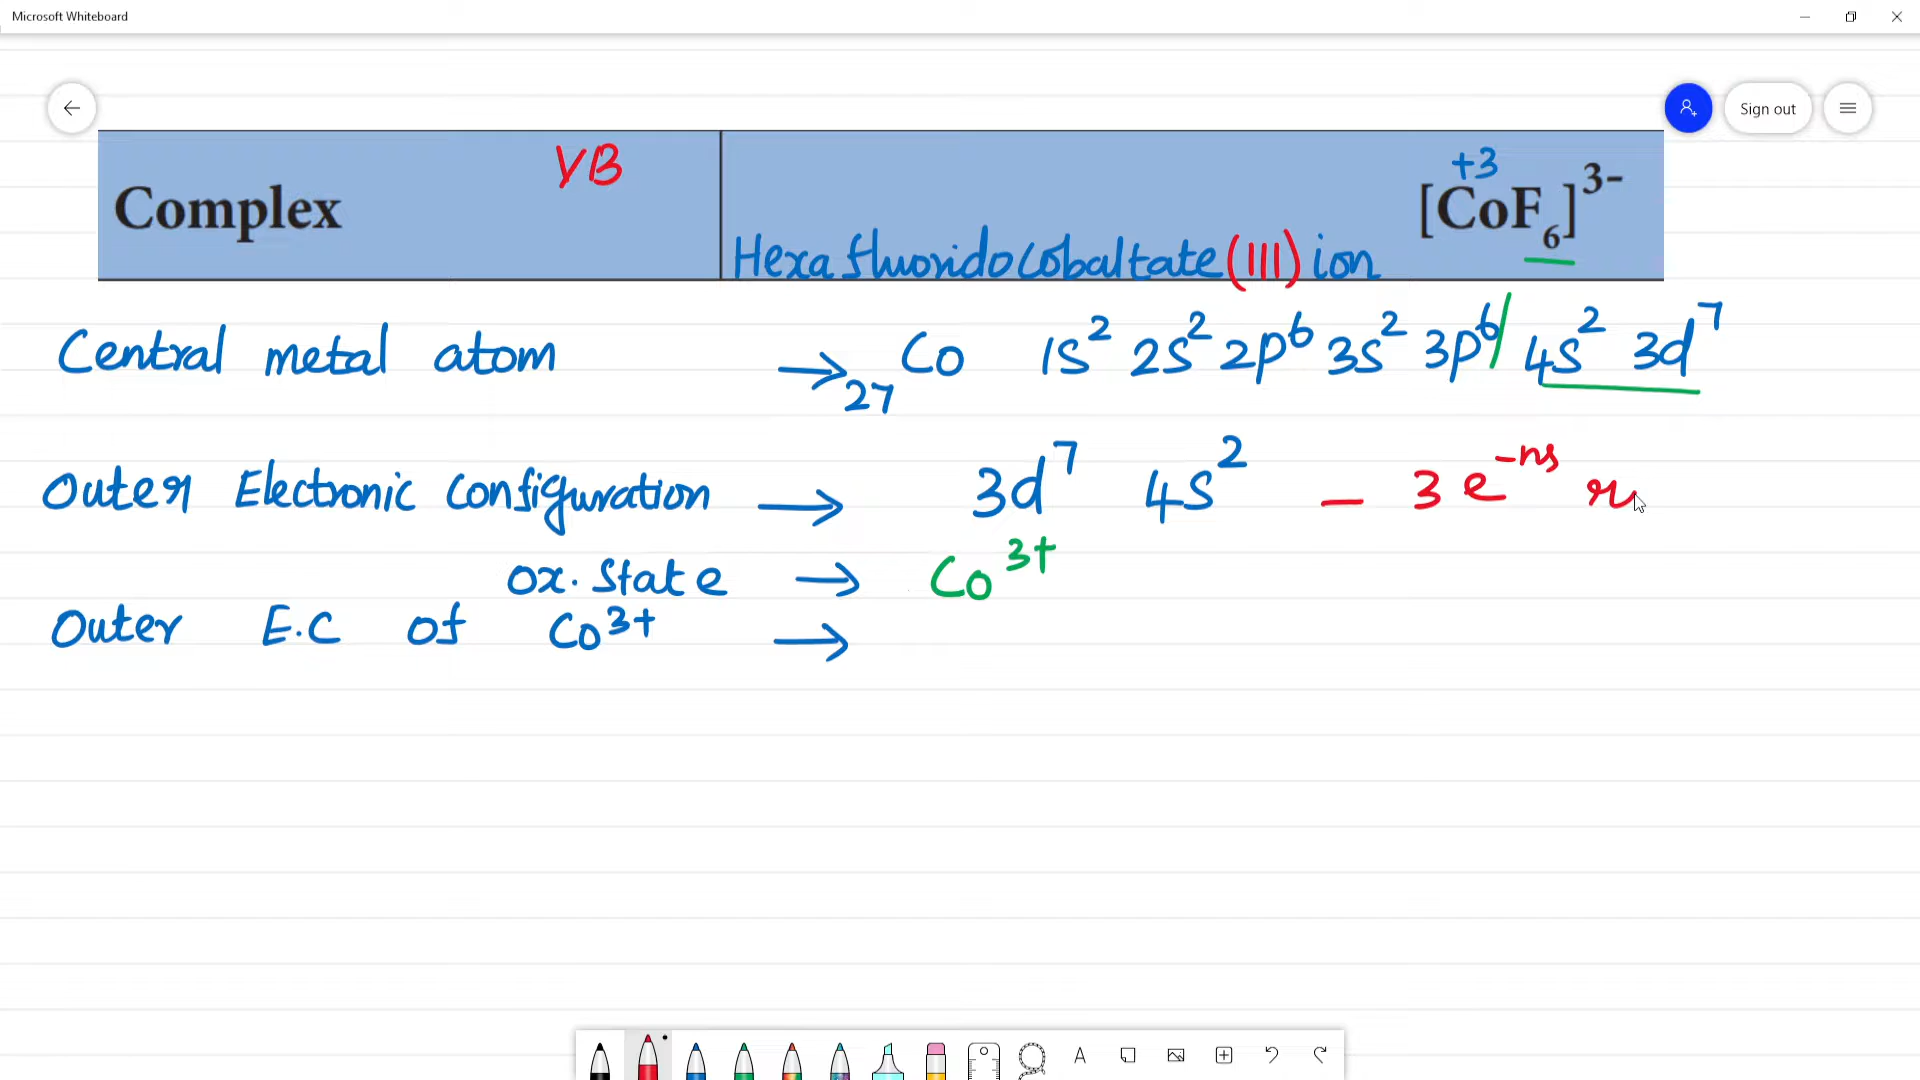 Microsoft Whiteboard
Sign out
Complex VB
+3
[CoF₆]³⁻
Hexafluoridocobaltate(III) ion
Central metal atom → ₂₇Co 1s² 2s² 2p⁶ 3s² 3p⁶/ 4s² 3d⁷
Outer Electronic configuration → 3d⁷ 4s² – 3 e⁻ⁿˢ
ox. state → Co³⁺
Outer E.C of Co³⁺ →
A